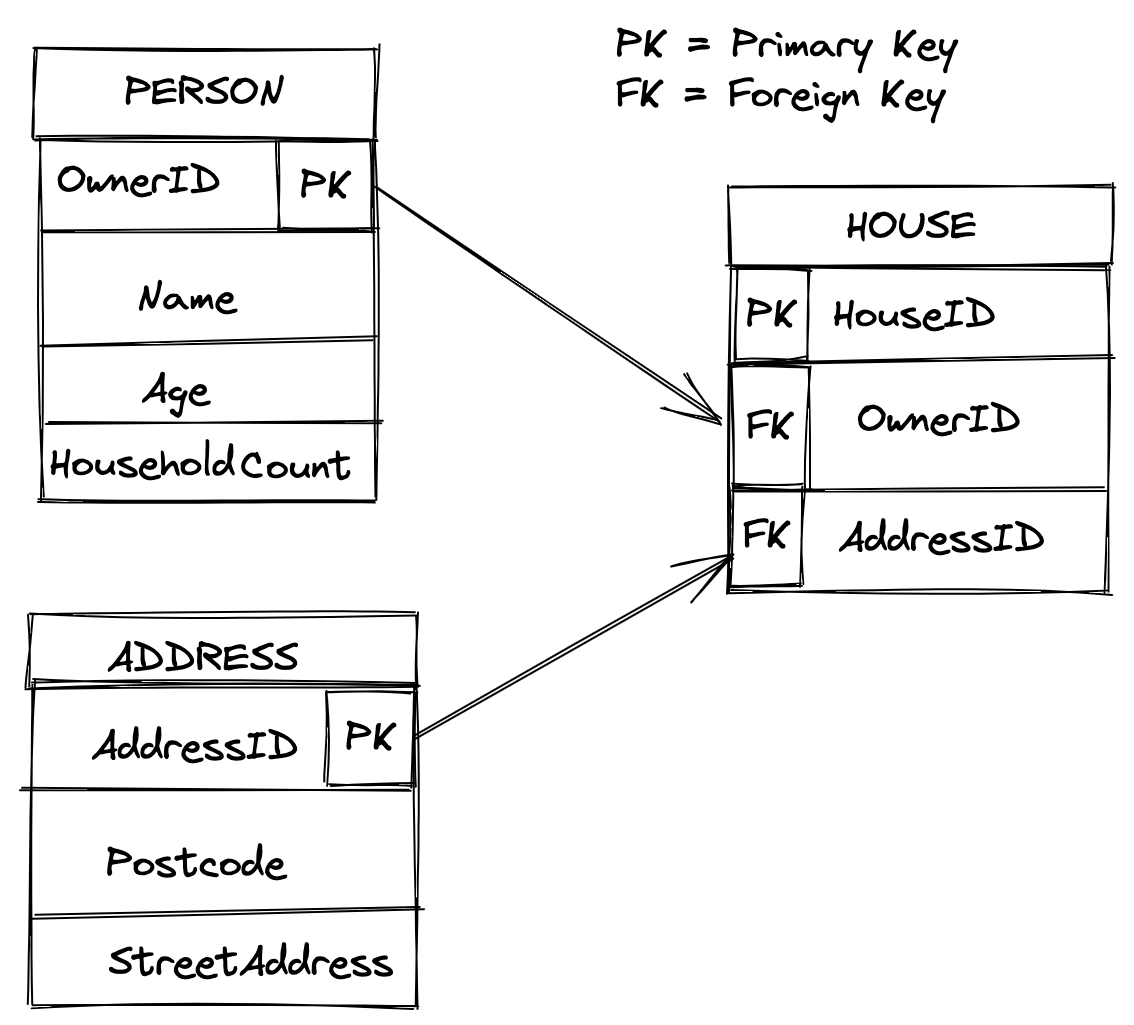 PK = Primary Key
FK = Foreign Key
PERSON
OwnerID PK
Name
Age
HouseholdCount
HOUSE
PK HouseID
FK OwnerID
FK AddressID
ADDRESS
AddressID PK
Postcode
StreetAddress